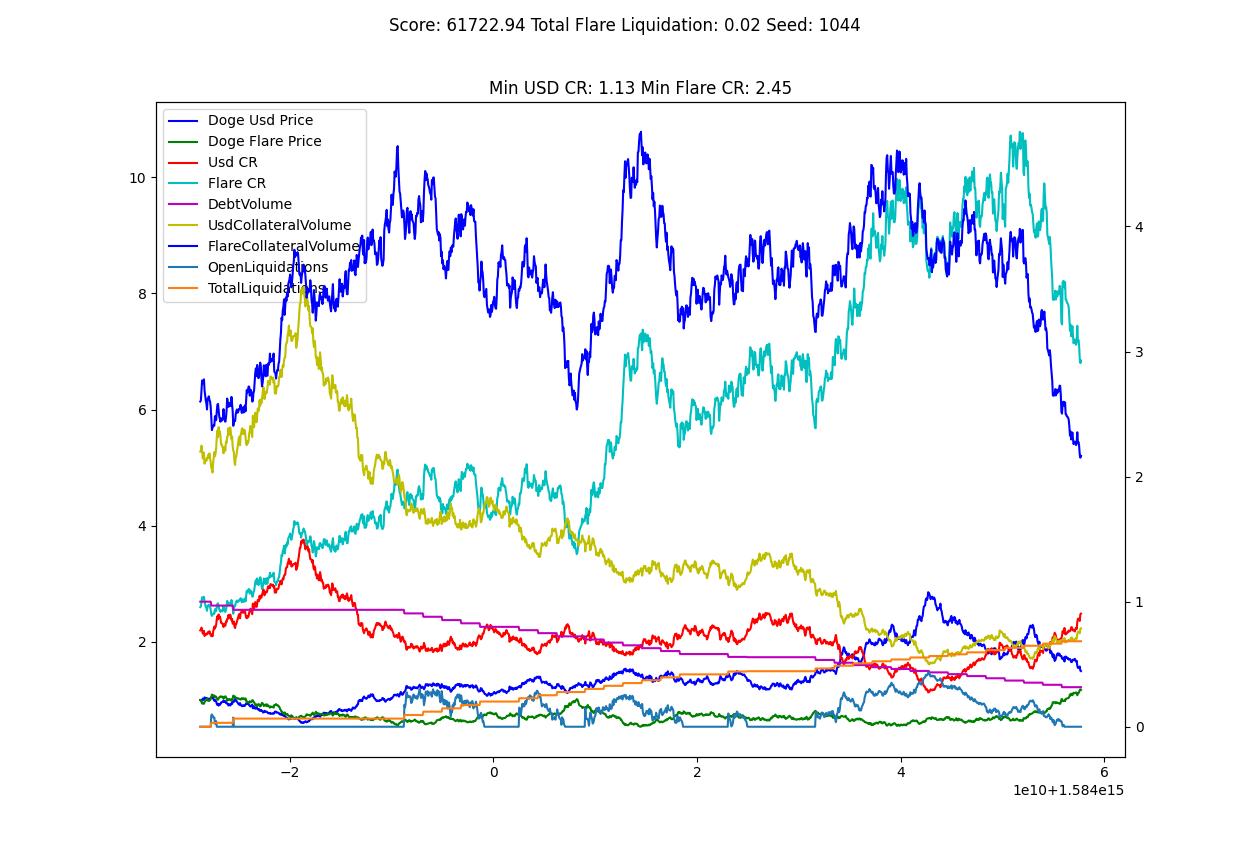 Score: 61722.94 Total Flare Liquidation: 0.02 Seed: 1044
Min USD CR: 1.13 Min Flare CR: 2.45
Doge Usd Price
Doge Flare Price
Usd CR
Flare CR
DebtVolume
UsdCollateralVolume
FlareCollateralVolume
OpenLiquidations
TotalLiquidations
10
8
6
4
2
4
3
2
1
0
−2
0
2
4
6
1e10+1.584e15